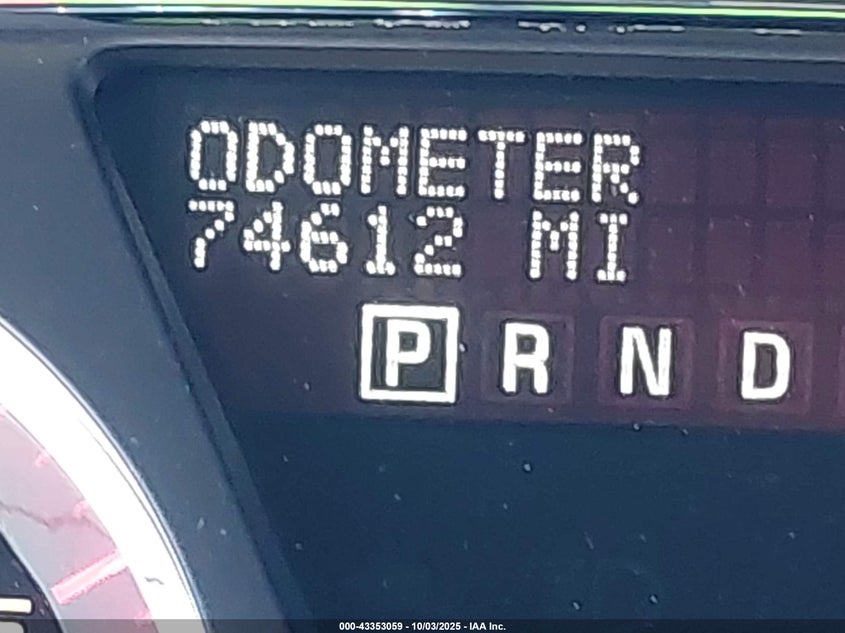 ODOMETER
74612 MI
P R N D
000-43353059 - 10/03/2025 - IAA Inc.